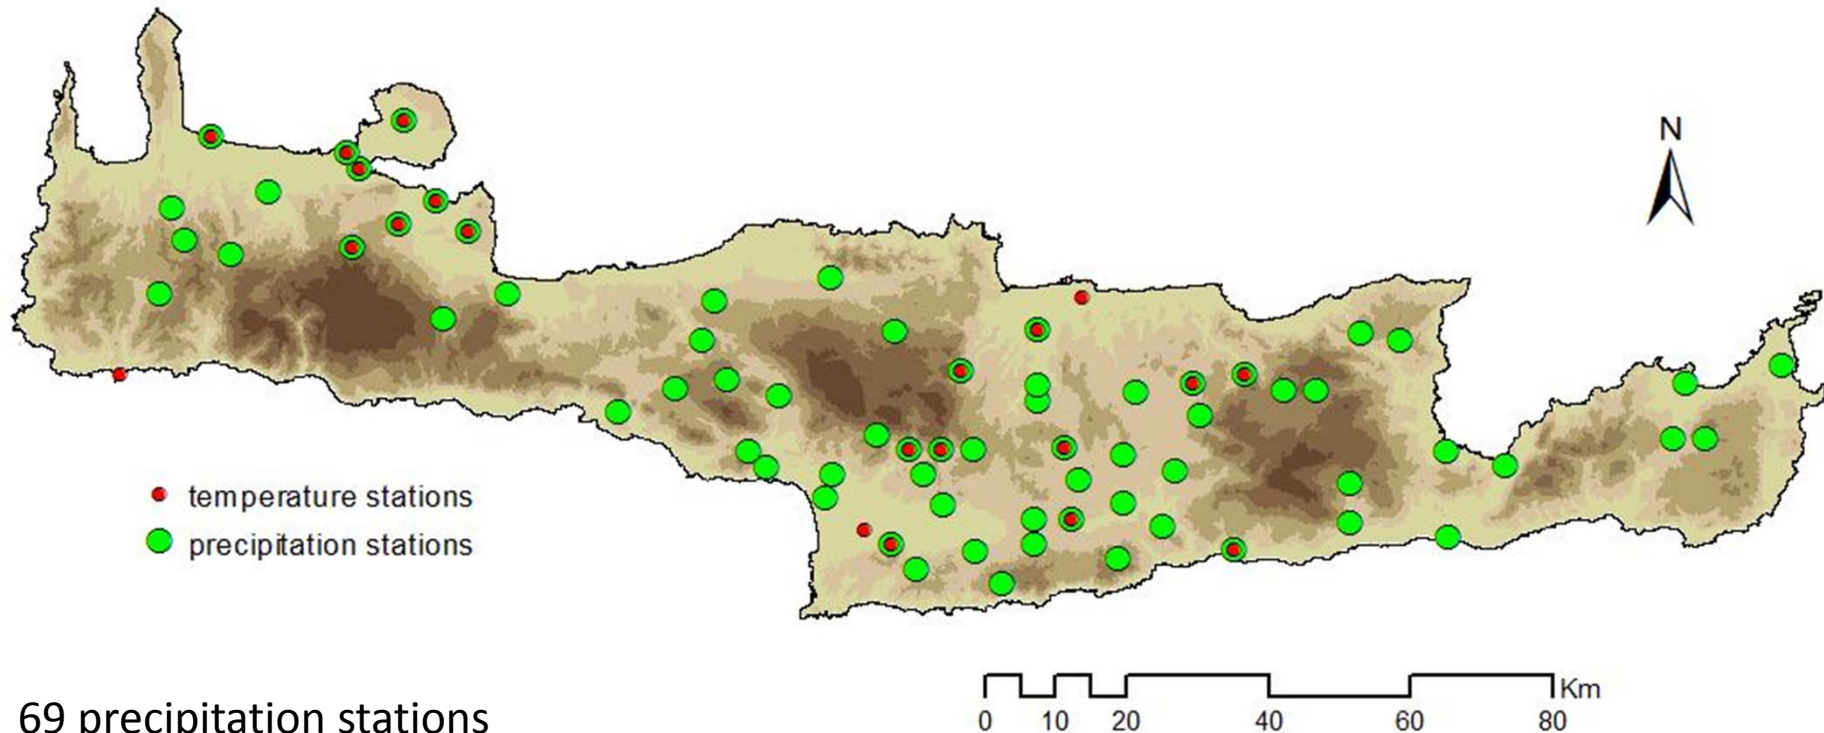 N
temperature stations
precipitation stations
Km
0 10 20 40 60 80
69 precipitation stations